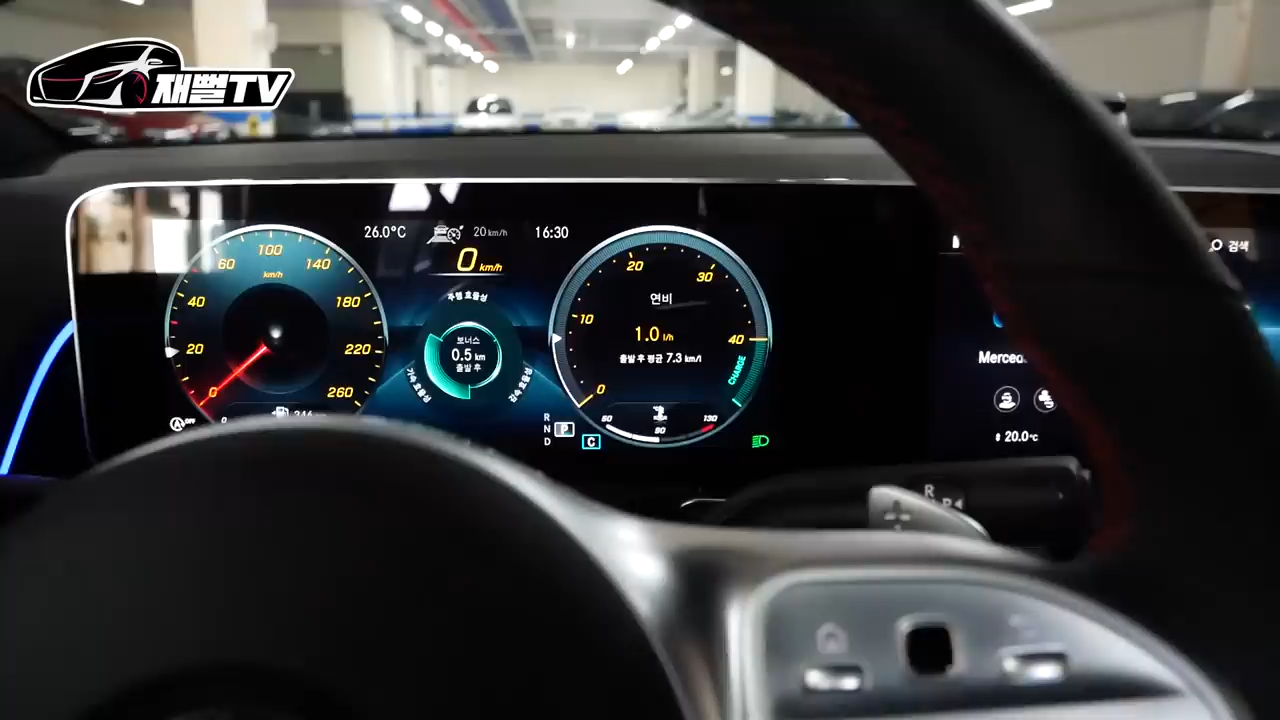 재뻘TV
26.0°C
20 km/h
16:30
0 km/h
0
20
40
60
100
140
180
220
260
km/h
주행 효율성
보너스
0.5 km
출발 후
가속 효율성
감속 효율성
0
10
20
30
40
연비
1.0 l/h
출발 후 평균 7.3 km/l
CHARGE
50
90
130
OFF
R
N P
D
C
검색
20.0°C
R
P